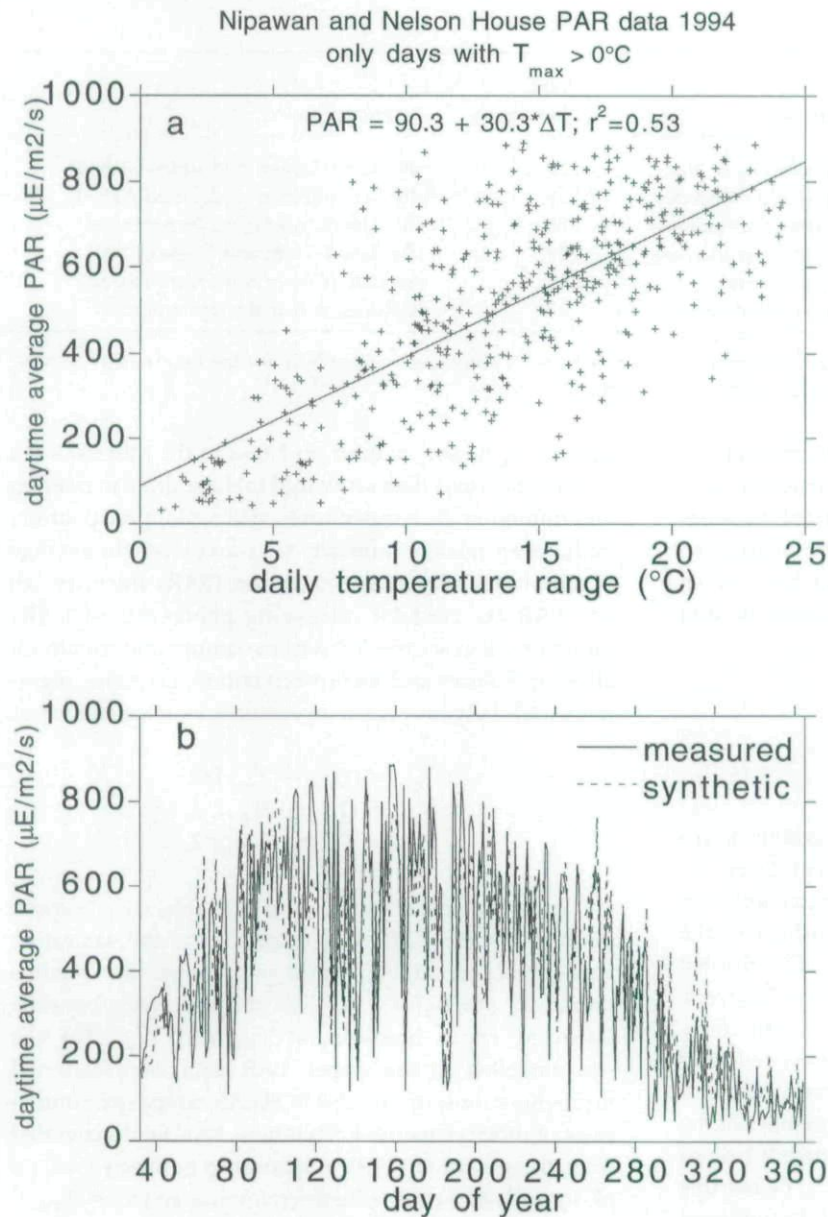 Nipawan and Nelson House PAR data 1994
only days with Tmax > 0°C
a
PAR = 90.3 + 30.3*ΔT; r²=0.53
daytime average PAR (µE/m2/s)
1000
800
600
400
200
0
0 5 10 15 20 25
daily temperature range (°C)
b
measured
synthetic
daytime average PAR (µE/m2/s)
1000
800
600
400
200
0
40 80 120 160 200 240 280 320 360
day of year